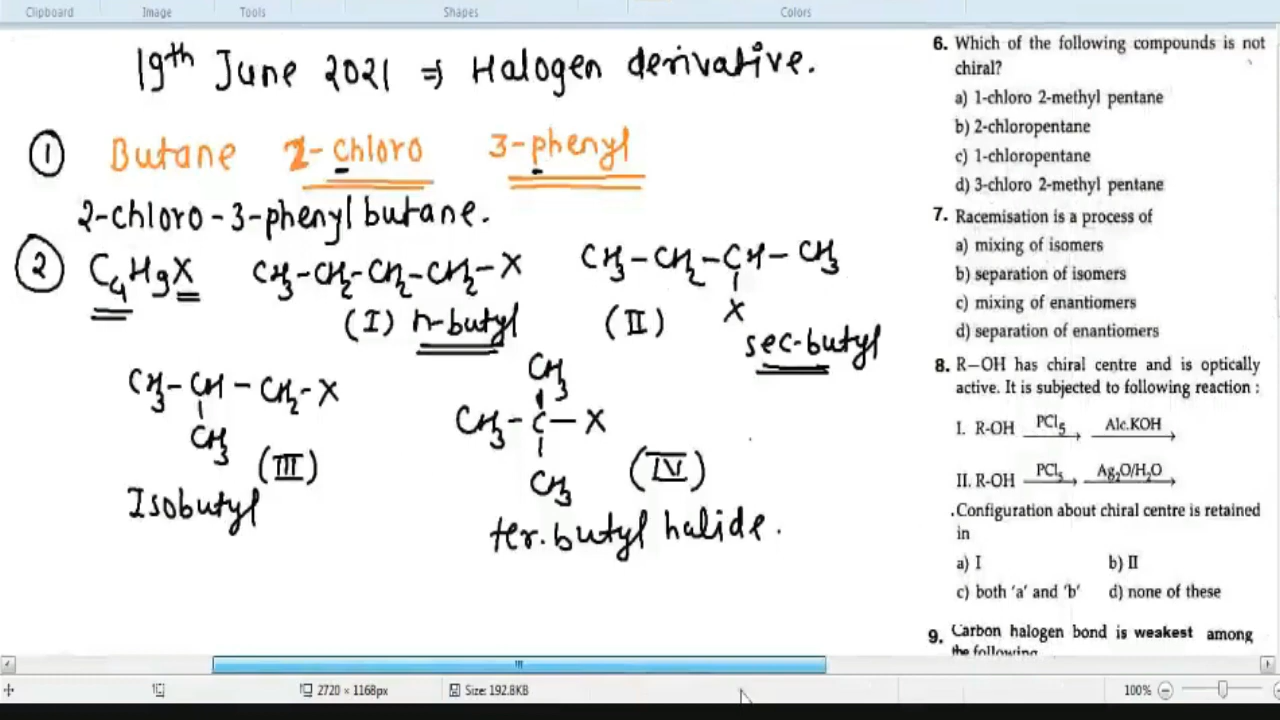 Clipboard Image Tools Shapes Colors
19th June 2021 ⇒ Halogen derivative.
① Butane 2-chloro 3-phenyl
2-chloro-3-phenyl butane.
② C4H9X CH3-CH2-CH2-CH2-X CH3-CH2-CH-CH3
X
(I) n-butyl (II)
sec-butyl
CH3-CH-CH2-X
CH3
(III)
Isobutyl
CH3
CH3-C-X
CH3
(IV)
ter.butyl halide.
6. Which of the following compounds is not
chiral?
a) 1-chloro 2-methyl pentane
b) 2-chloropentane
c) 1-chloropentane
d) 3-chloro 2-methyl pentane
7. Racemisation is a process of
a) mixing of isomers
b) separation of isomers
c) mixing of enantiomers
d) separation of enantiomers
8. R–OH has chiral centre and is optically
active. It is subjected to following reaction :
I. R-OH PCl5 → Alc.KOH →
II. R-OH PCl5 → Ag2O/H2O →
.Configuration about chiral centre is retained
in
a) I b) II
c) both ‘a’ and ‘b’ d) none of these
9. Carbon halogen bond is weakest among
the following
2720 × 1168px Size: 192.8KB 100%